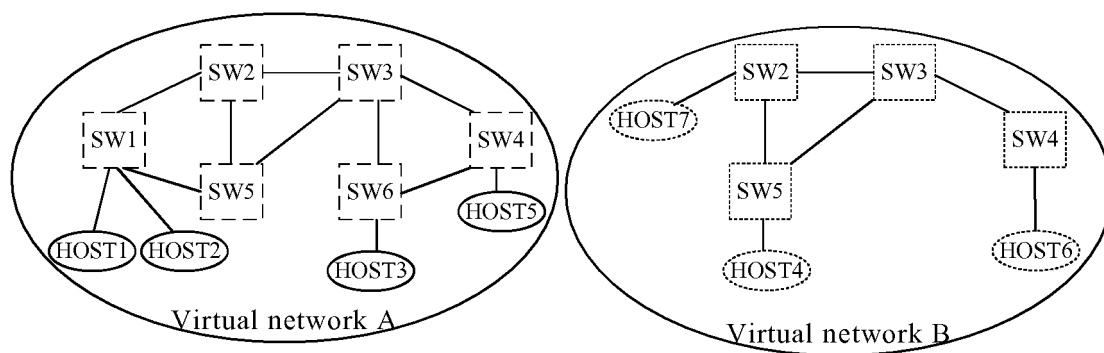 SW2
SW3
SW1
SW4
SW5
SW6
HOST5
HOST1
HOST2
HOST3
Virtual network A
SW2
SW3
HOST7
SW4
SW5
HOST4
HOST6
Virtual network B